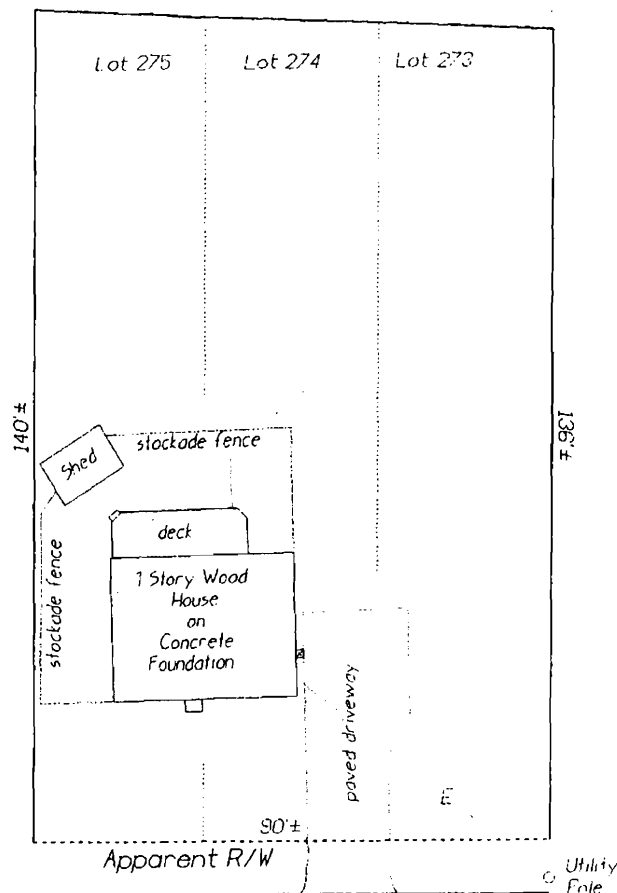 Lot 275
Lot 274
Lot 273
140'±
136'±
Shed
stockade fence
deck
stockade fence
1 Story Wood
House
on
Concrete
Foundation
paved driveway
E
90'±
Apparent R/W
Utility
Pole